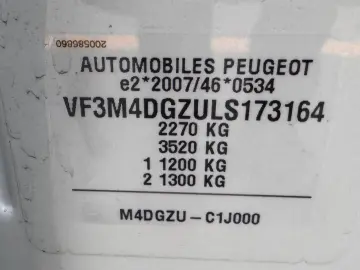 200586860
AUTOMOBILES PEUGEOT
e2*2007/46*0534
VF3M4DGZULS173164
2270 KG
3520 KG
1 1200 KG
2 1300 KG
M4DGZU-C1J000